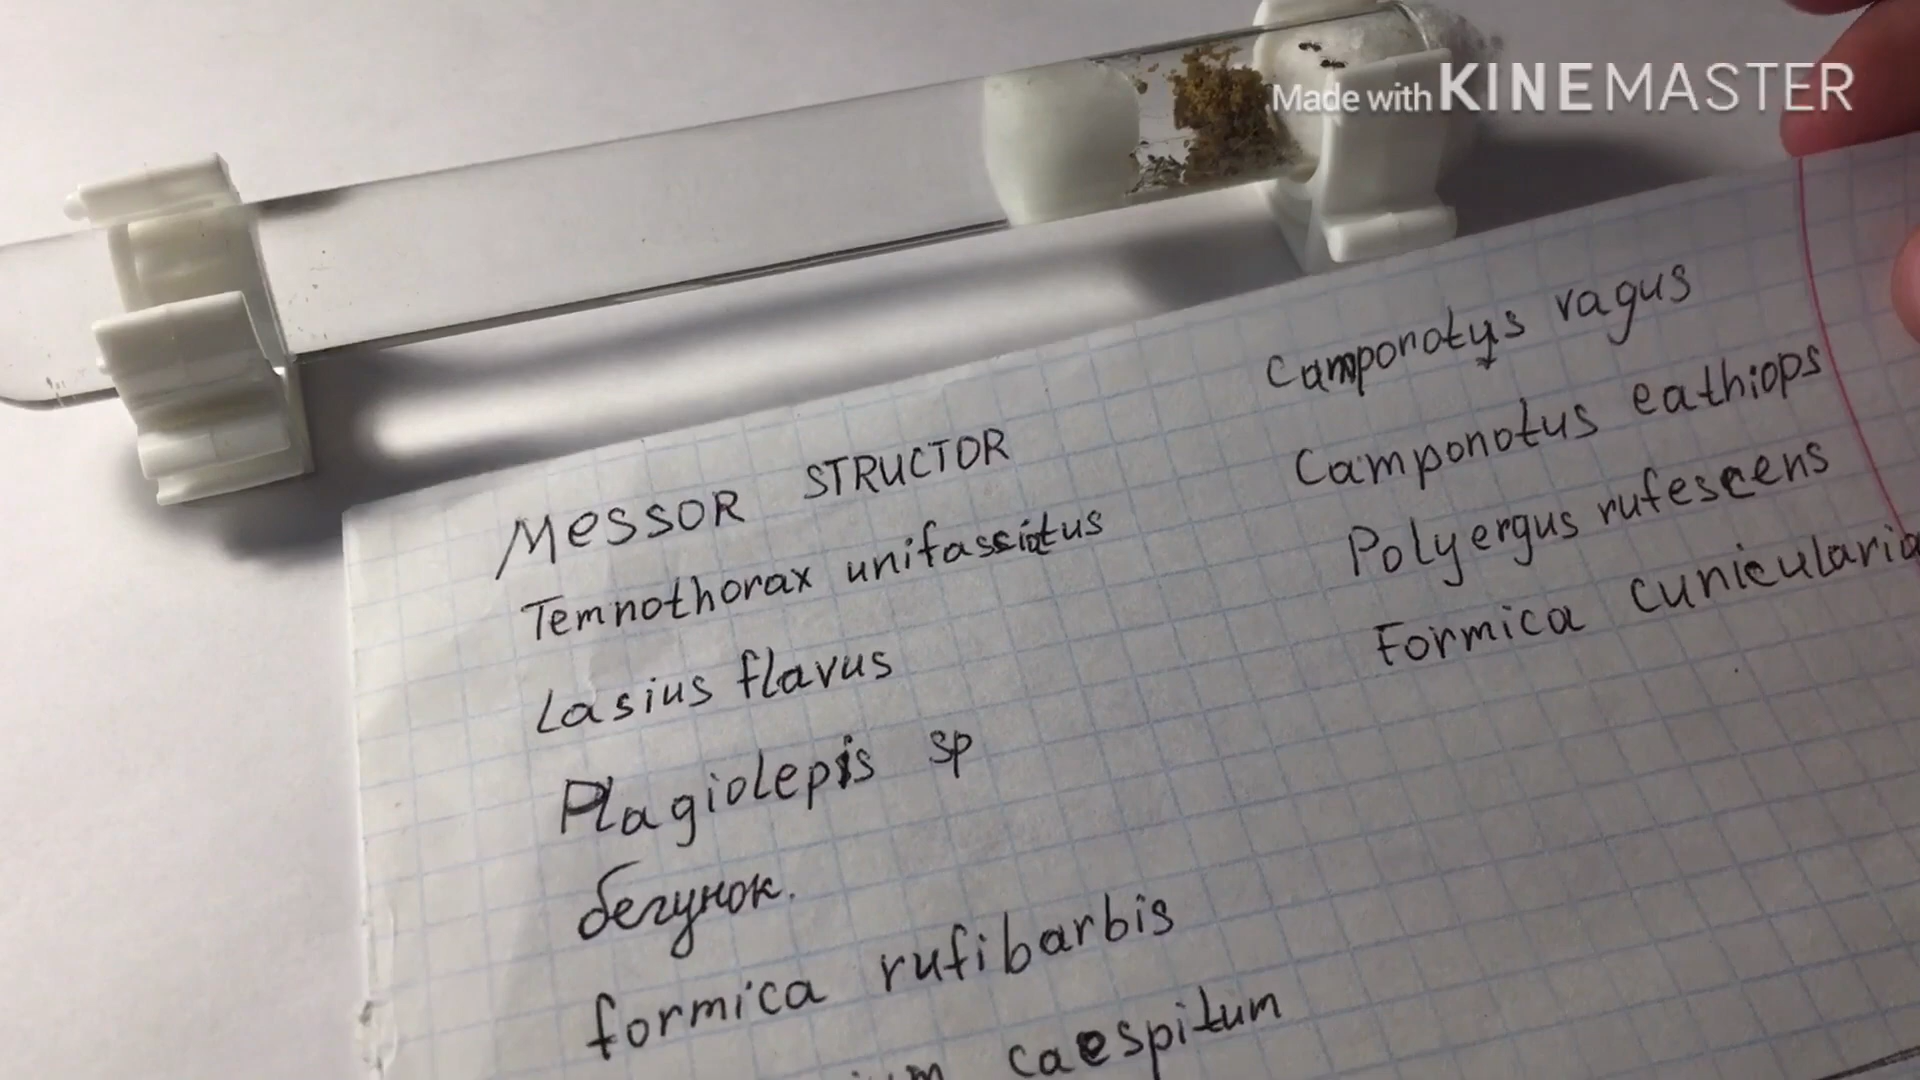 Made with KINEMASTER
Messor STRUCTOR
Temnothorax unifasciatus
Lasius flavus
Plagiolepis sp
бегунок.
formica rufibarbis
caespitum
Camponotys vagus
Camponotus eathiops
Polyergus rufescens
Formica cunicularia